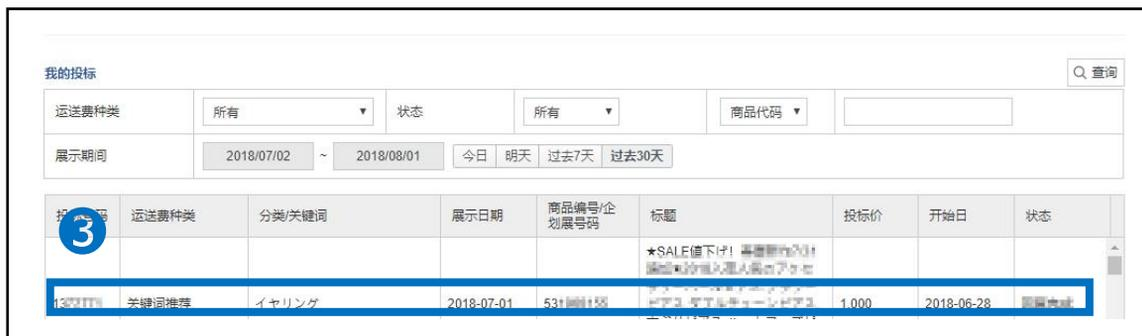 我的投标
查询
运送费种类 所有 状态 所有 商品代码
展示期间 2018/07/02 ~ 2018/08/01 今日 明天 过去7天 过去30天
运送费种类 分类/关键词 展示日期 商品编号/企划展号码 标题 投标价 开始日 状态
3
★SALE値下げ!
关键词推荐 イヤリング 2018-07-01 1,000 2018-06-28